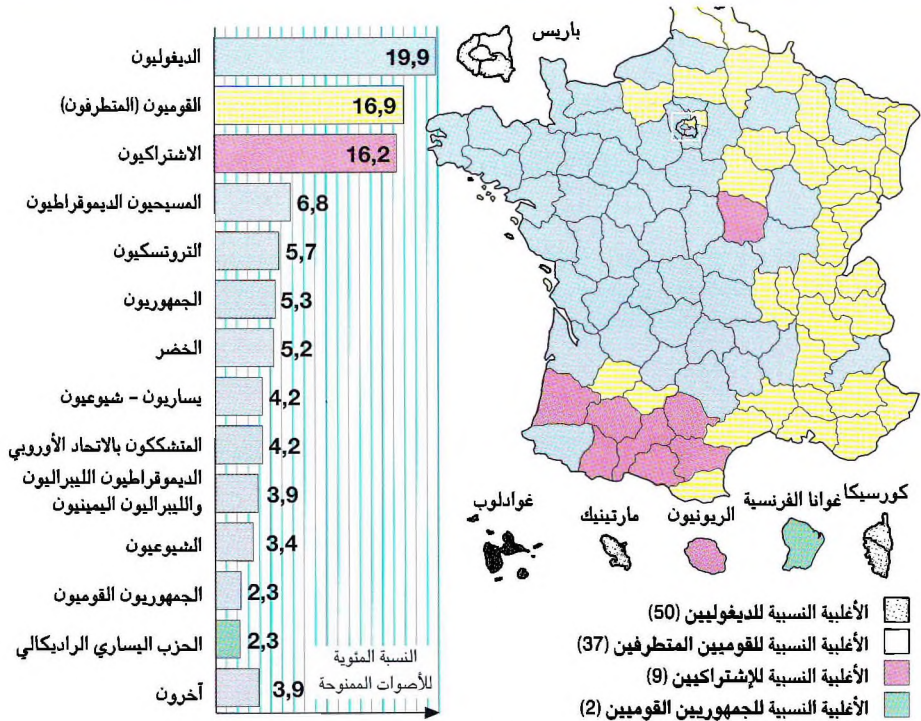 الديغوليون
19,9
القوميون (المتطرفون)
16,9
الاشتراكيون
16,2
المسيحيون الديموقراطيون
6,8
التروتسكيون
5,7
الجمهوريون
5,3
الخضر
5,2
يساريون – شيوعيون
4,2
المتشككون بالاتحاد الأوروبي
4,2
الديموقراطيون الليبراليون
والليبراليون اليمينيون
3,9
الشيوعيون
3,4
الجمهوريون القوميون
2,3
الحزب اليساري الراديكالي
2,3
آخرون
3,9
النسبة المئوية
للأصوات الممنوحة
باريس
كورسيكا
غوانا الفرنسية
الريونيون
مارتينيك
غوادلوب
الأغلبية النسبية للديغوليين (50)
الأغلبية النسبية للقوميين المتطرفين (37)
الأغلبية النسبية للإشتراكيين (9)
الأغلبية النسبية للجمهوريين القوميين (2)